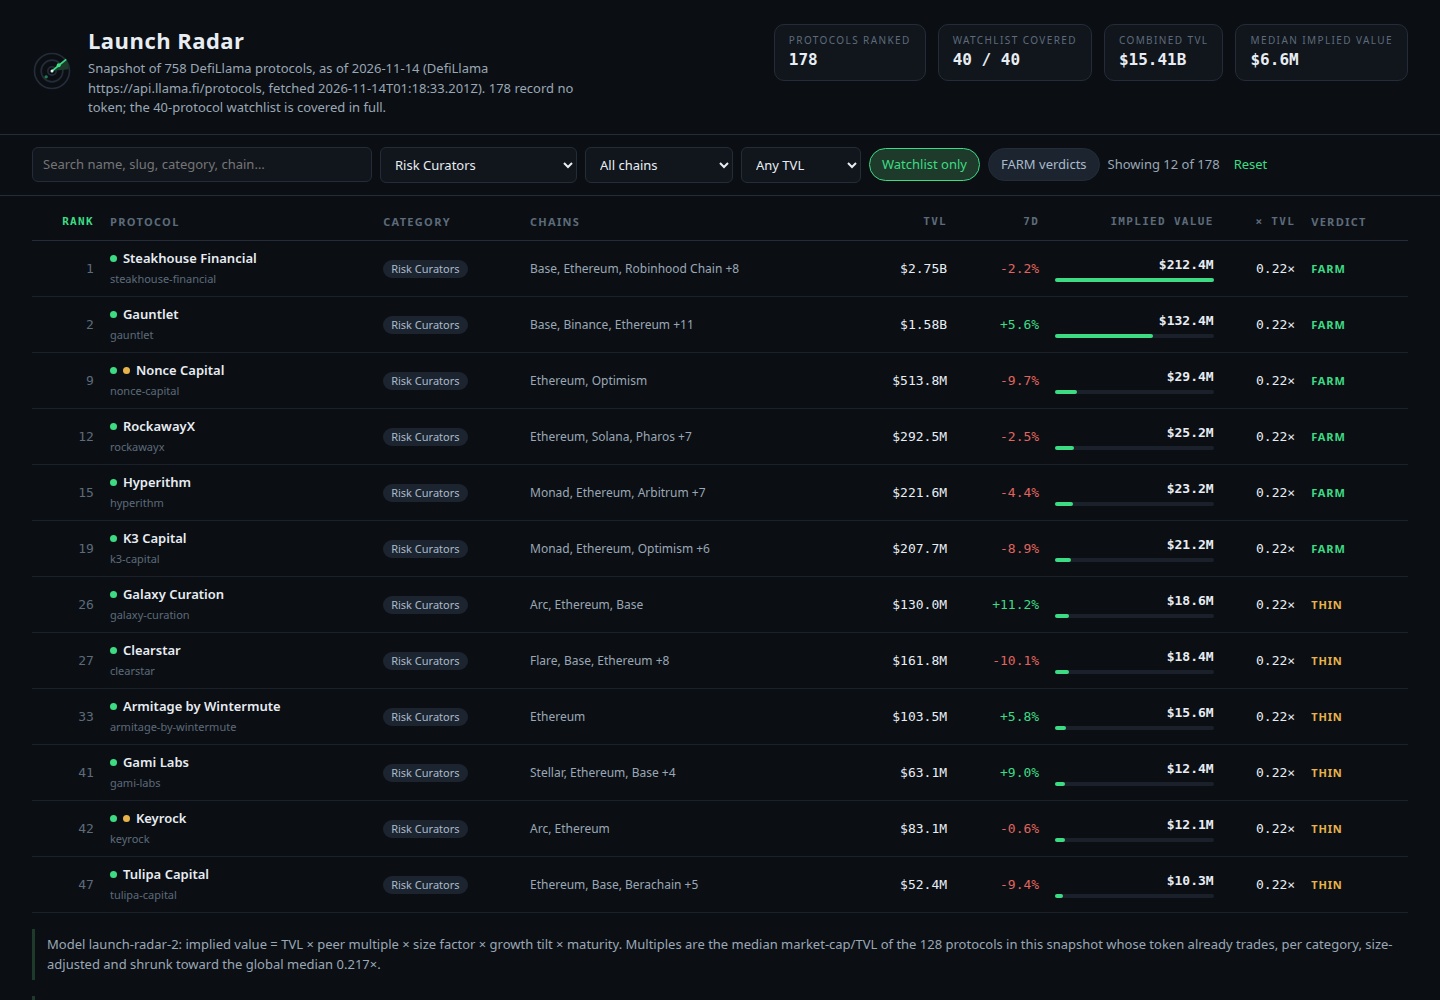 Launch Radar
Snapshot of 758 DefiLlama protocols, as of 2026-11-14 (DefiLlama
https://api.llama.fi/protocols, fetched 2026-11-14T01:18:33.201Z). 178 record no
token; the 40-protocol watchlist is covered in full.
PROTOCOLS RANKED
178
WATCHLIST COVERED
40 / 40
COMBINED TVL
$15.41B
MEDIAN IMPLIED VALUE
$6.6M
Search name, slug, category, chain... Risk Curators All chains Any TVL Watchlist only FARM verdicts Showing 12 of 178 Reset
RANK PROTOCOL CATEGORY CHAINS TVL 7D IMPLIED VALUE × TVL VERDICT
1 Steakhouse Financial Risk Curators Base, Ethereum, Robinhood Chain +8 $2.75B -2.2% $212.4M 0.22× FARM
steakhouse-financial
2 Gauntlet Risk Curators Base, Binance, Ethereum +11 $1.58B +5.6% $132.4M 0.22× FARM
gauntlet
9 Nonce Capital Risk Curators Ethereum, Optimism $513.8M -9.7% $29.4M 0.22× FARM
nonce-capital
12 RockawayX Risk Curators Ethereum, Solana, Pharos +7 $292.5M -2.5% $25.2M 0.22× FARM
rockawayx
15 Hyperithm Risk Curators Monad, Ethereum, Arbitrum +7 $221.6M -4.4% $23.2M 0.22× FARM
hyperithm
19 K3 Capital Risk Curators Monad, Ethereum, Optimism +6 $207.7M -8.9% $21.2M 0.22× FARM
k3-capital
26 Galaxy Curation Risk Curators Arc, Ethereum, Base $130.0M +11.2% $18.6M 0.22× THIN
galaxy-curation
27 Clearstar Risk Curators Flare, Base, Ethereum +8 $161.8M -10.1% $18.4M 0.22× THIN
clearstar
33 Armitage by Wintermute Risk Curators Ethereum $103.5M +5.8% $15.6M 0.22× THIN
armitage-by-wintermute
41 Gami Labs Risk Curators Stellar, Ethereum, Base +4 $63.1M +9.0% $12.4M 0.22× THIN
gami-labs
42 Keyrock Risk Curators Arc, Ethereum $83.1M -0.6% $12.1M 0.22× THIN
keyrock
47 Tulipa Capital Risk Curators Ethereum, Base, Berachain +5 $52.4M -9.4% $10.3M 0.22× THIN
tulipa-capital
Model launch-radar-2: implied value = TVL × peer multiple × size factor × growth tilt × maturity. Multiples are the median market-cap/TVL of the 128 protocols in this snapshot whose token already trades, per category, size-
adjusted and shrunk toward the global median 0.217×.